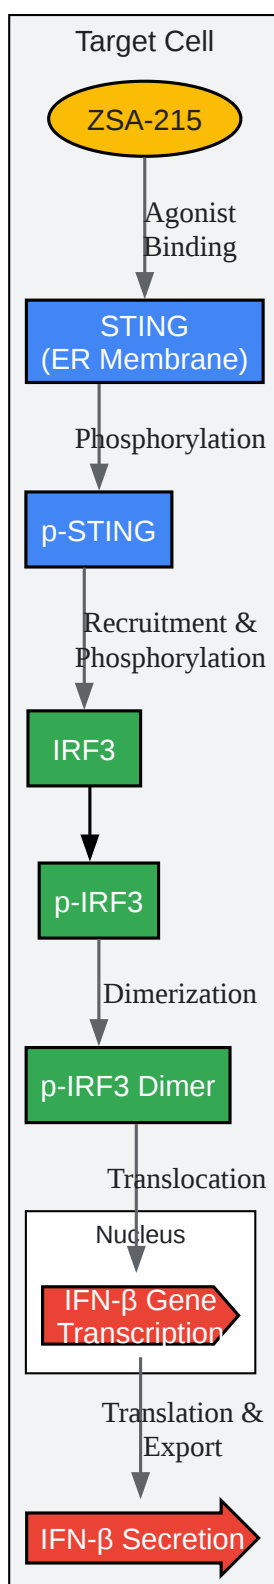 Target Cell
ZSA-215
Agonist
Binding
STING
(ER Membrane)
Phosphorylation
p-STING
Recruitment &
Phosphorylation
IRF3
p-IRF3
Dimerization
p-IRF3 Dimer
Translocation
Nucleus
IFN-β Gene
Transcription
Translation &
Export
IFN-β Secretion